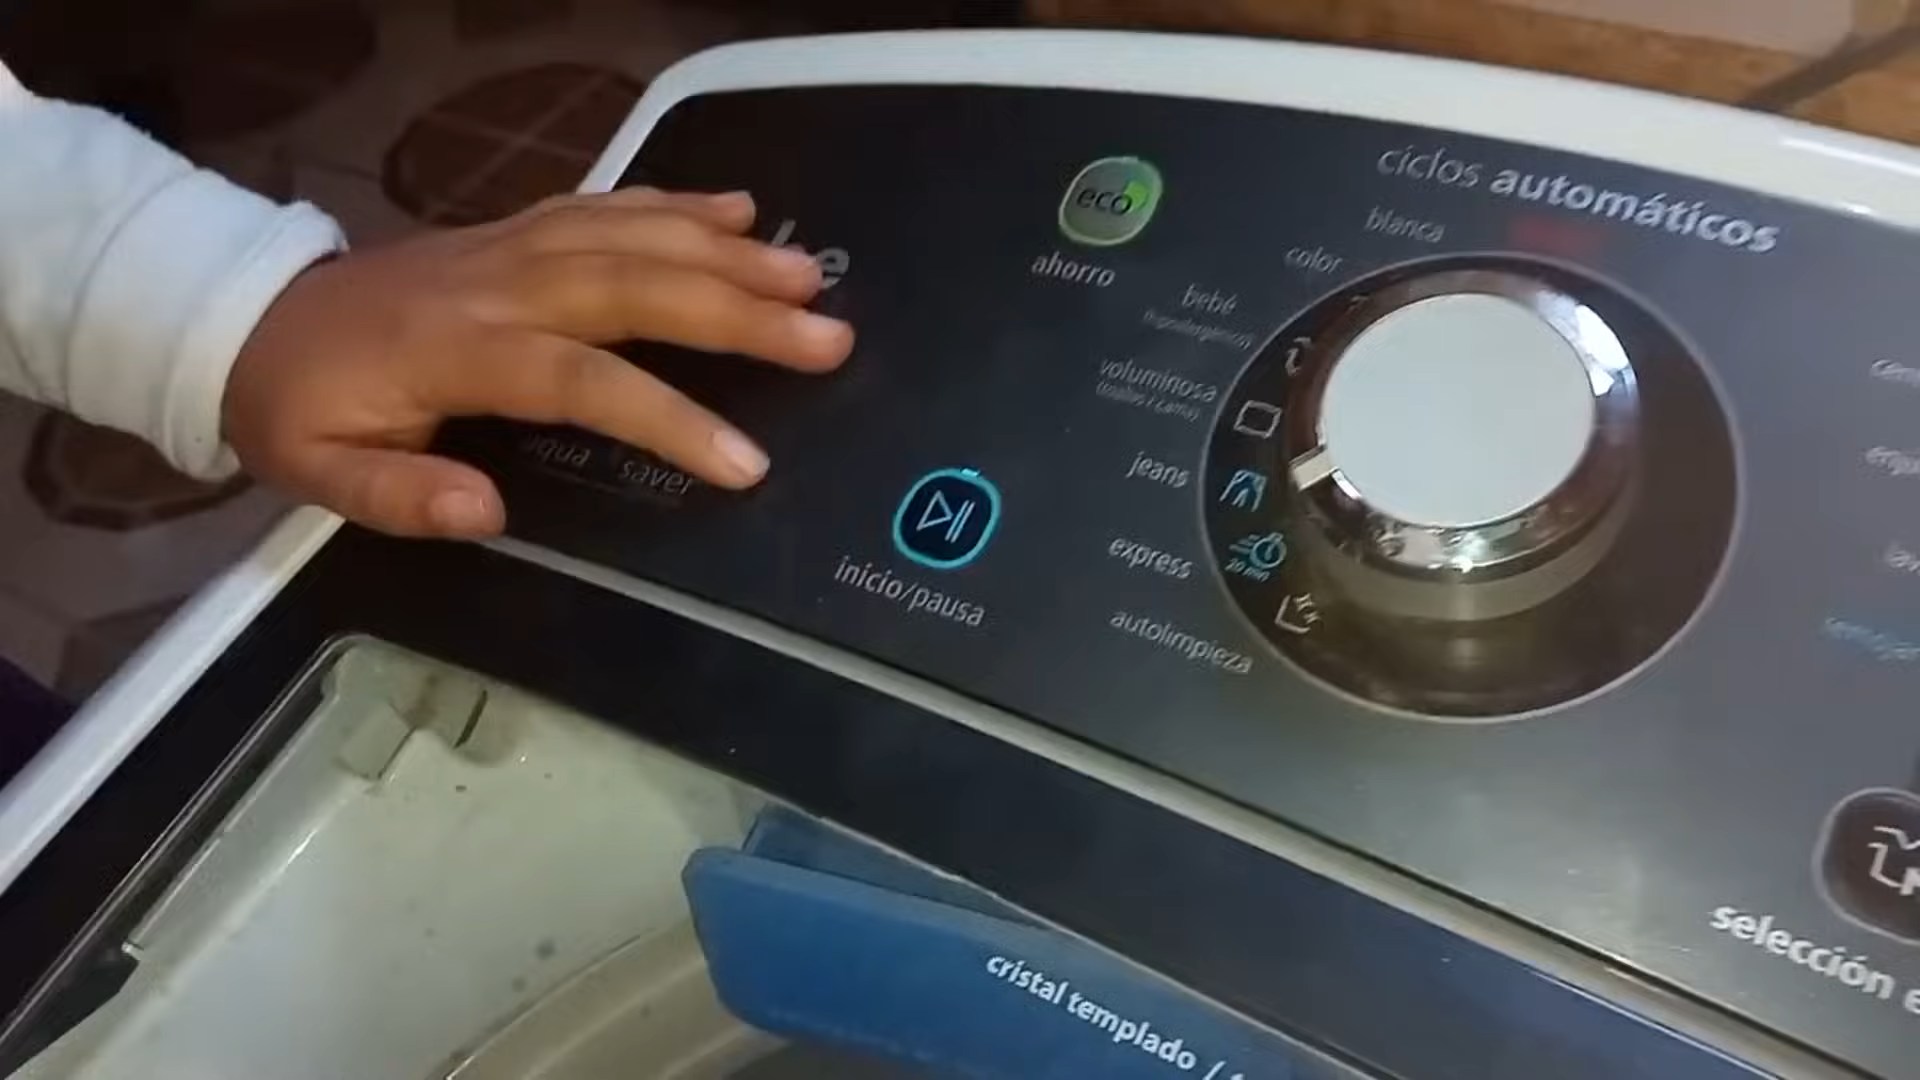 eco
ahorro
ciclos automáticos
blanca
color
bebé
voluminosa
jeans
express
20 min
autolimpieza
aqua saver
inicio/pausa
selección
cristal templado /